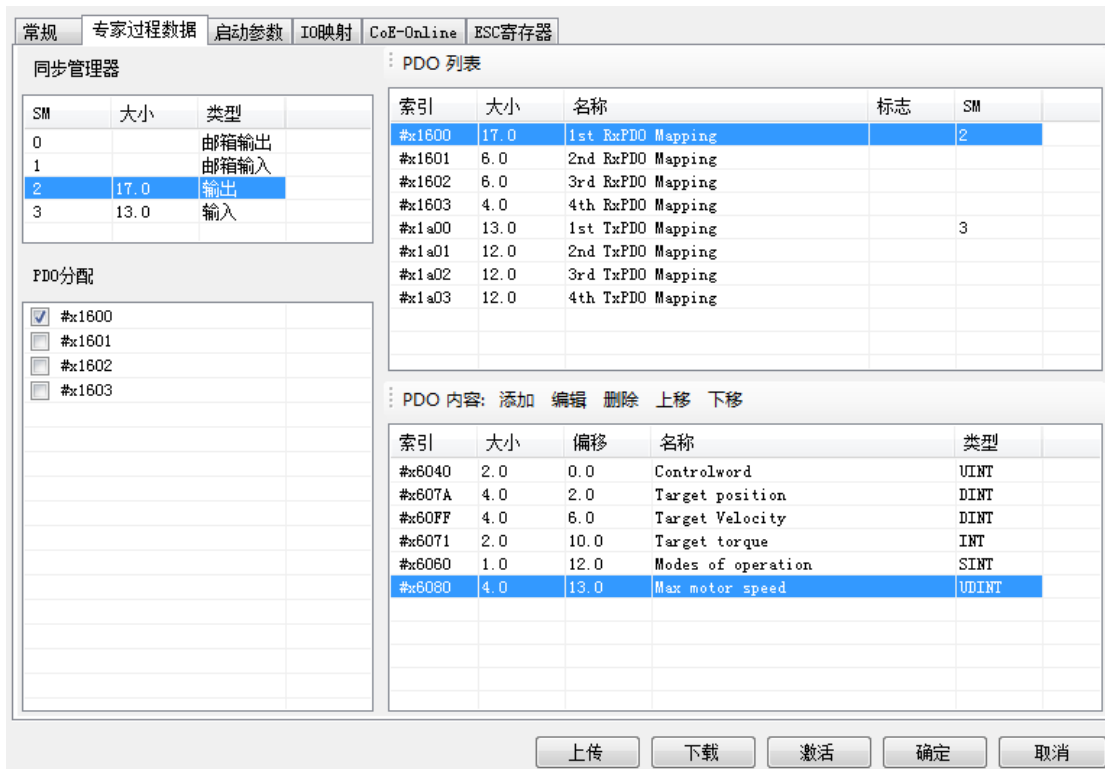 常规 专家过程数据 启动参数 IO映射 CoE-Online ESC寄存器
同步管理器
SM 大小 类型
0 邮箱输出
1 邮箱输入
2 17.0 输出
3 13.0 输入
PDO分配
#x1600
#x1601
#x1602
#x1603
PDO 列表
索引 大小 名称 标志 SM
#x1600 17.0 1st RxPDO Mapping 2
#x1601 6.0 2nd RxPDO Mapping
#x1602 6.0 3rd RxPDO Mapping
#x1603 4.0 4th RxPDO Mapping
#x1a00 13.0 1st TxPDO Mapping 3
#x1a01 12.0 2nd TxPDO Mapping
#x1a02 12.0 3rd TxPDO Mapping
#x1a03 12.0 4th TxPDO Mapping
PDO 内容: 添加 编辑 删除 上移 下移
索引 大小 偏移 名称 类型
#x6040 2.0 0.0 Controlword UINT
#x607A 4.0 2.0 Target position DINT
#x60FF 4.0 6.0 Target Velocity DINT
#x6071 2.0 10.0 Target torque INT
#x6060 1.0 12.0 Modes of operation SINT
#x6080 4.0 13.0 Max motor speed UDINT
上传 下载 激活 确定 取消